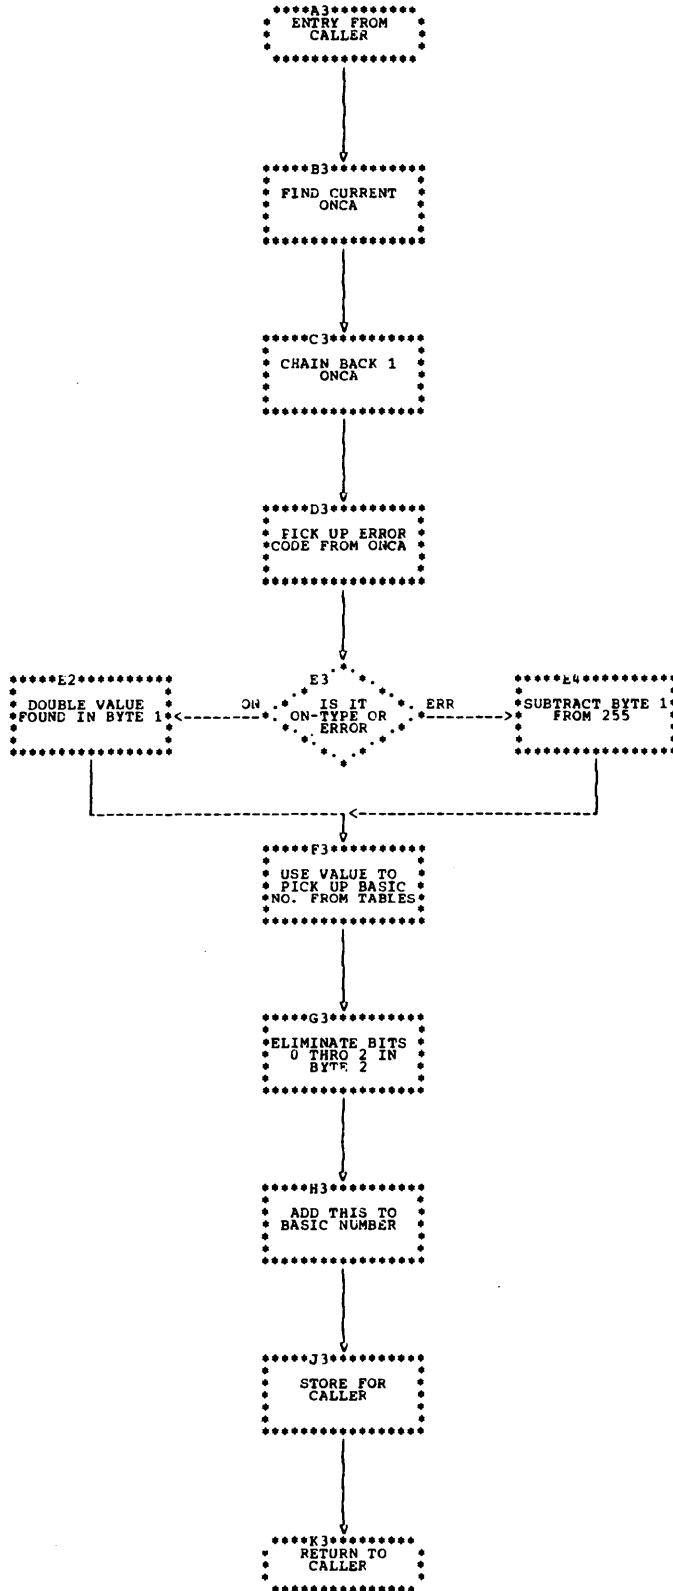 A3
ENTRY FROM
CALLER
B3
FIND CURRENT
ONCA
C3
CHAIN BACK 1
ONCA
D3
PICK UP ERROR
CODE FROM ONCA
E2
DOUBLE VALUE
FOUND IN BYTE 1
ON
E3
IS IT
ON-TYPE OR
ERROR
ERR
E4
SUBTRACT BYTE 1
FROM 255
F3
USE VALUE TO
PICK UP BASIC
NO. FROM TABLES
G3
ELIMINATE BITS
0 THRO 2 IN
BYTE 2
H3
ADD THIS TO
BASIC NUMBER
J3
STORE FOR
CALLER
K3
RETURN TO
CALLER